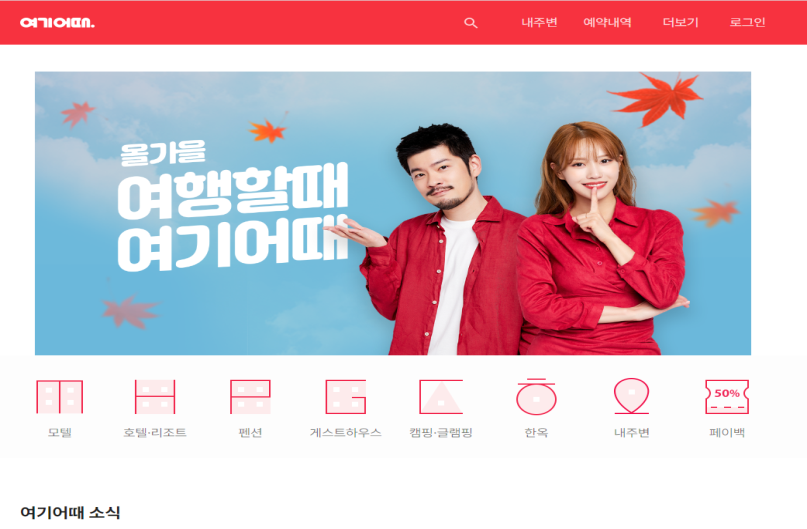 여기어때.
내주변 예약내역 더보기 로그인
올가을
여행할때
여기어때
50%
모텔 호텔·리조트 펜션 게스트하우스 캠핑·글램핑 한옥 내주변 페이백
여기어때 소식